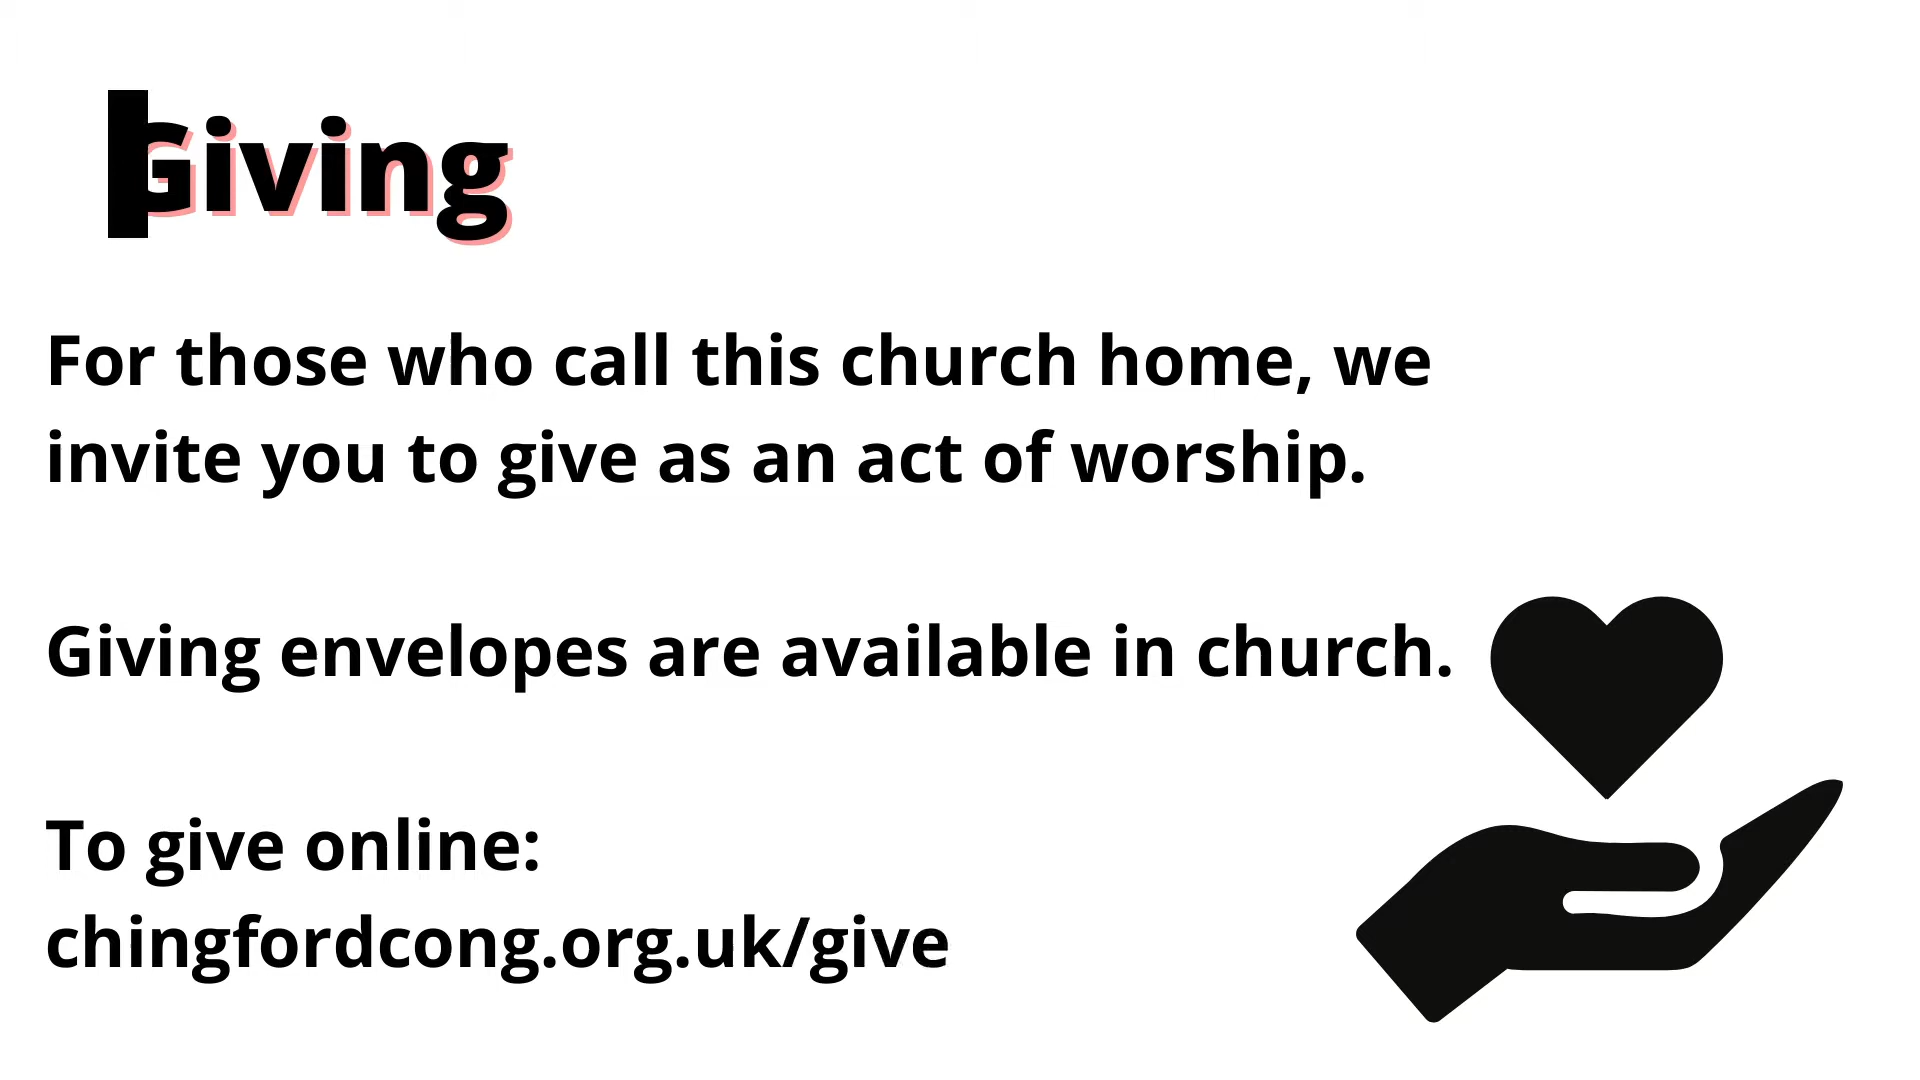 Giving
For those who call this church home, we
invite you to give as an act of worship.
Giving envelopes are available in church.
To give online:
chingfordcong.org.uk/give